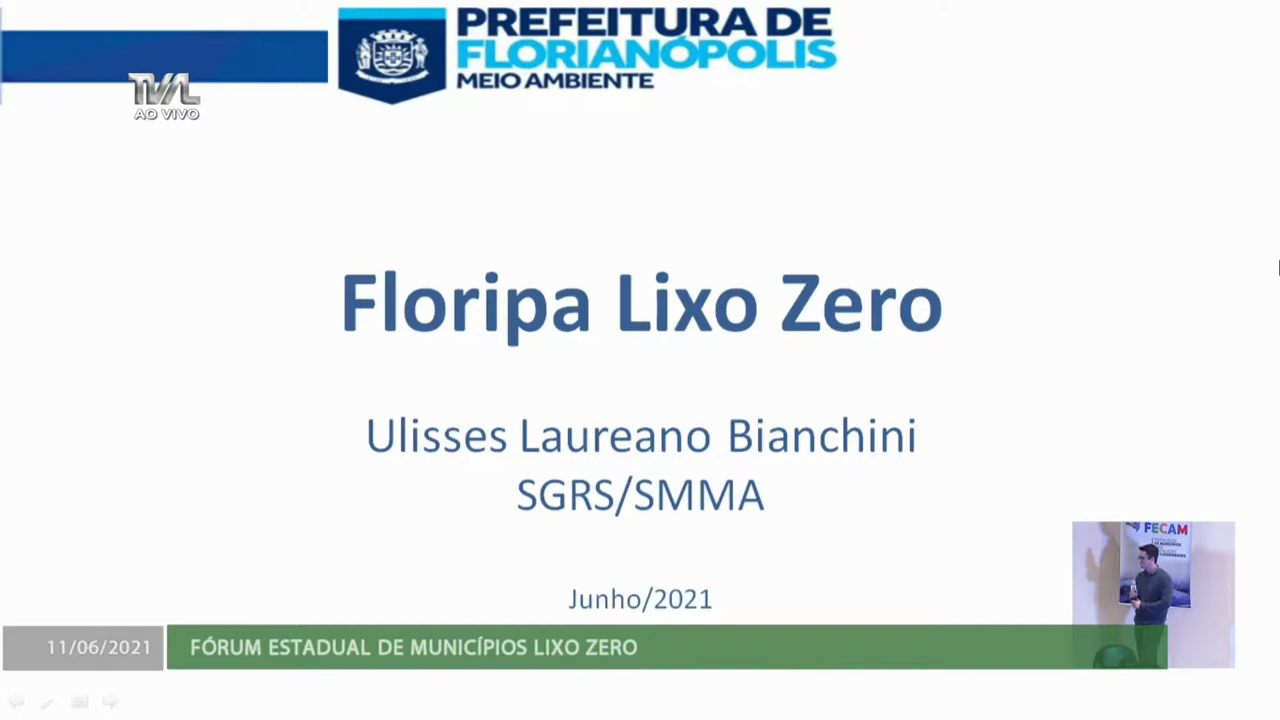 PREFEITURA DE
FLORIANÓPOLIS
MEIO AMBIENTE
TVAL
AO VIVO
Floripa Lixo Zero
Ulisses Laureano Bianchini
SGRS/SMMA
FECAM
Junho/2021
11/06/2021 FÓRUM ESTADUAL DE MUNICÍPIOS LIXO ZERO